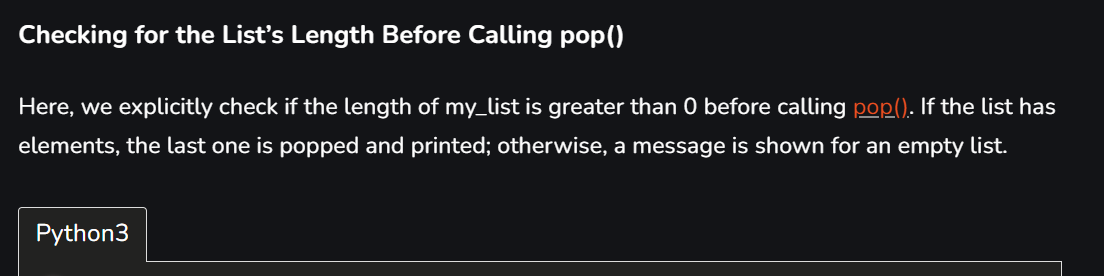 Checking for the List’s Length Before Calling pop()
Here, we explicitly check if the length of my_list is greater than 0 before calling pop(). If the list has
elements, the last one is popped and printed; otherwise, a message is shown for an empty list.
Python3